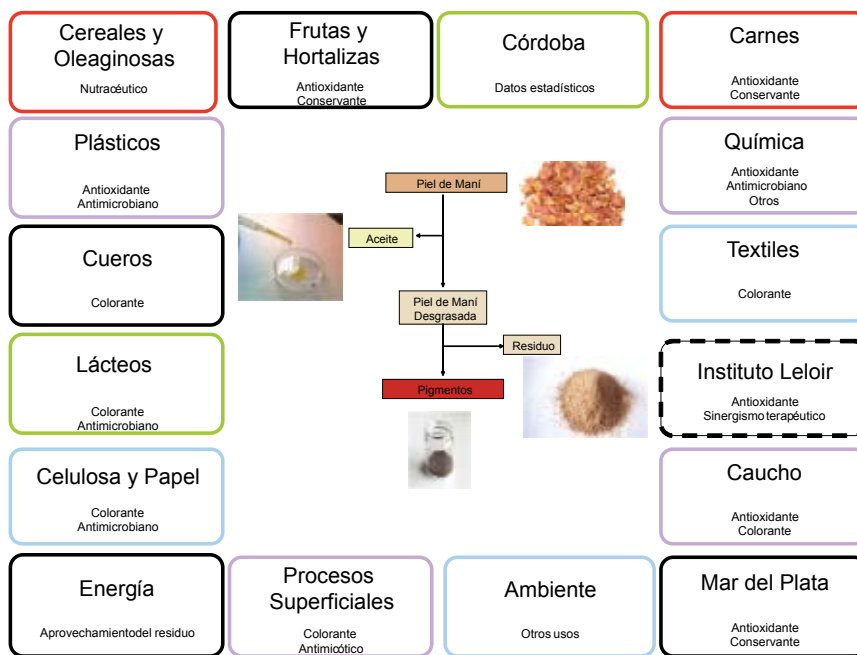 Cereales y
Oleaginosas
Nutracéutico
Frutas y
Hortalizas
Antioxidante
Conservante
Córdoba
Datos estadísticos
Carnes
Antioxidante
Conservante
Plásticos
Antioxidante
Antimicrobiano
Química
Antioxidante
Antimicrobiano
Otros
Piel de Maní
Aceite
Piel de Maní
Desgrasada
Residuo
Pigmentos
Cueros
Colorante
Textiles
Colorante
Lácteos
Colorante
Antimicrobiano
Instituto Leloir
Antioxidante
Sinergismo terapéutico
Celulosa y Papel
Colorante
Antimicrobiano
Caucho
Antioxidante
Colorante
Energía
Aprovechamientodel residuo
Procesos
Superficiales
Colorante
Antimicótico
Ambiente
Otros usos
Mar del Plata
Antioxidante
Conservante